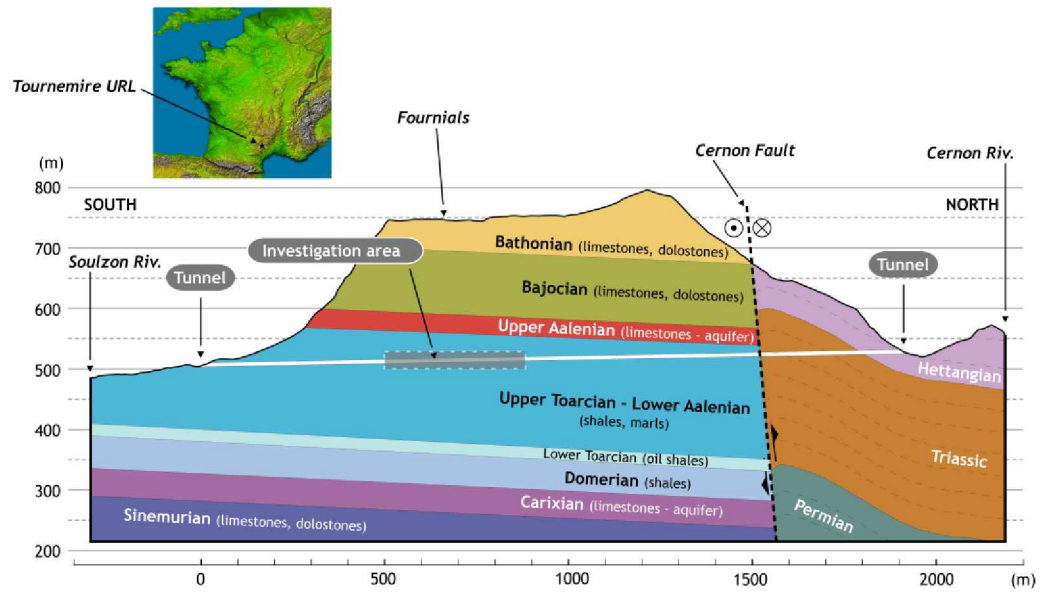 Tournemire URL
Fournials
Cernon Fault
Cernon Riv.
(m)
800
SOUTH
NORTH
Bathonian (limestones, dolostones)
700
Investigation area
Soulzon Riv.
Tunnel
Tunnel
Bajocian (limestones, dolostones)
600
Upper Aalenian (limestones - aquifer)
500
Hettangian
Upper Toarcian - Lower Aalenian
(shales, marls)
400
Lower Toarcian (oil shales)
Triassic
Domerian (shales)
300
Carixian (limestones - aquifer)
Sinemurian (limestones, dolostones)
Permian
200
0
500
1000
1500
2000
(m)